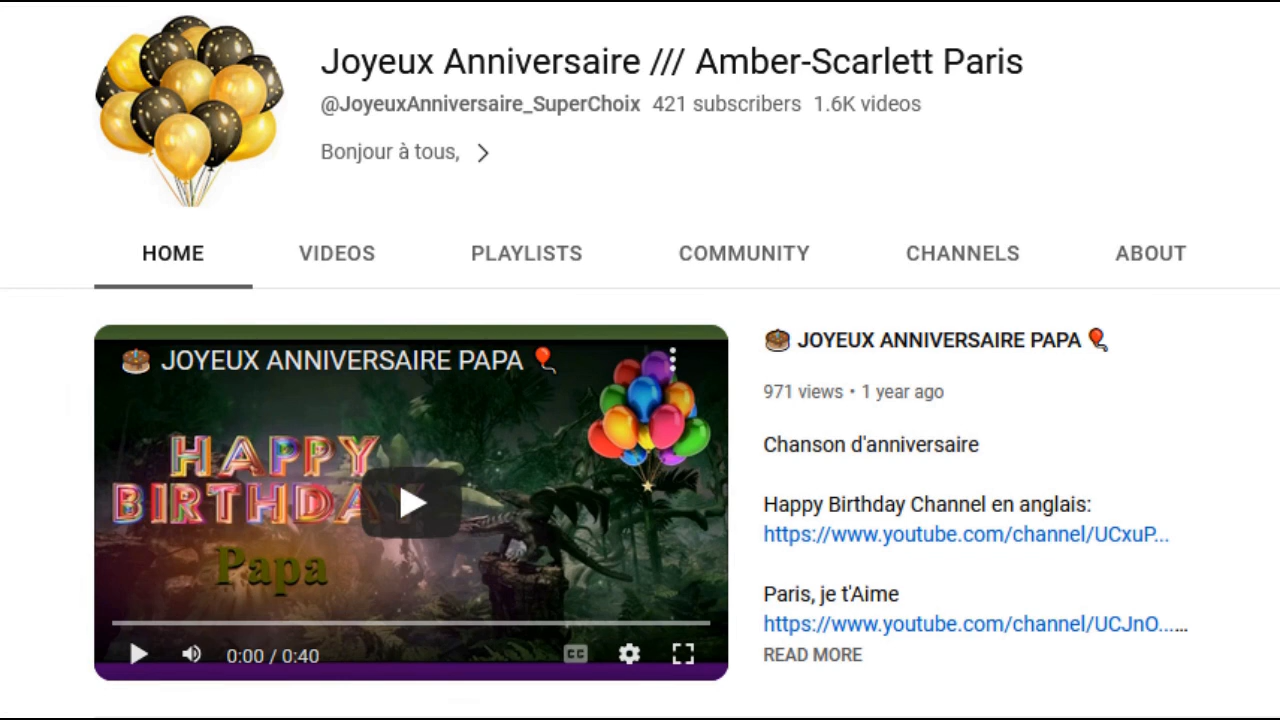 Joyeux Anniversaire /// Amber-Scarlett Paris
@JoyeuxAnniversaire_SuperChoix 421 subscribers 1.6K videos
Bonjour à tous,
HOME VIDEOS PLAYLISTS COMMUNITY CHANNELS ABOUT
🎂 JOYEUX ANNIVERSAIRE PAPA 🎈
HAPPY
BIRTHDAY
Papa
0:00 / 0:40
CC
🎂 JOYEUX ANNIVERSAIRE PAPA 🎈
971 views • 1 year ago
Chanson d'anniversaire
Happy Birthday Channel en anglais:
https://www.youtube.com/channel/UCxuP...
Paris, je t'Aime
https://www.youtube.com/channel/UCJnO......
READ MORE